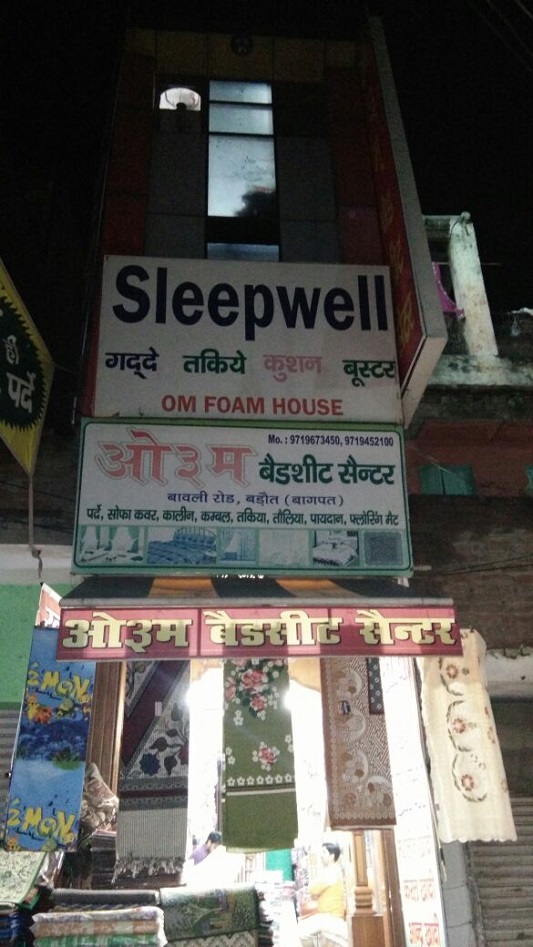 Sleepwell
गद्दे तकिये कुशन बूस्टर
OM FOAM HOUSE
Mo. : 9719673450, 9719452100
ओ३म बैडशीट सैन्टर
बावली रोड, बड़ौत (बागपत)
पर्दे, सोफा कवर, कालीन, कम्बल, तकिया, तौलिया, पायदान, फ्लोरिंग मैट
ओ३म बैडसीट सैन्टर
की
पर्दे